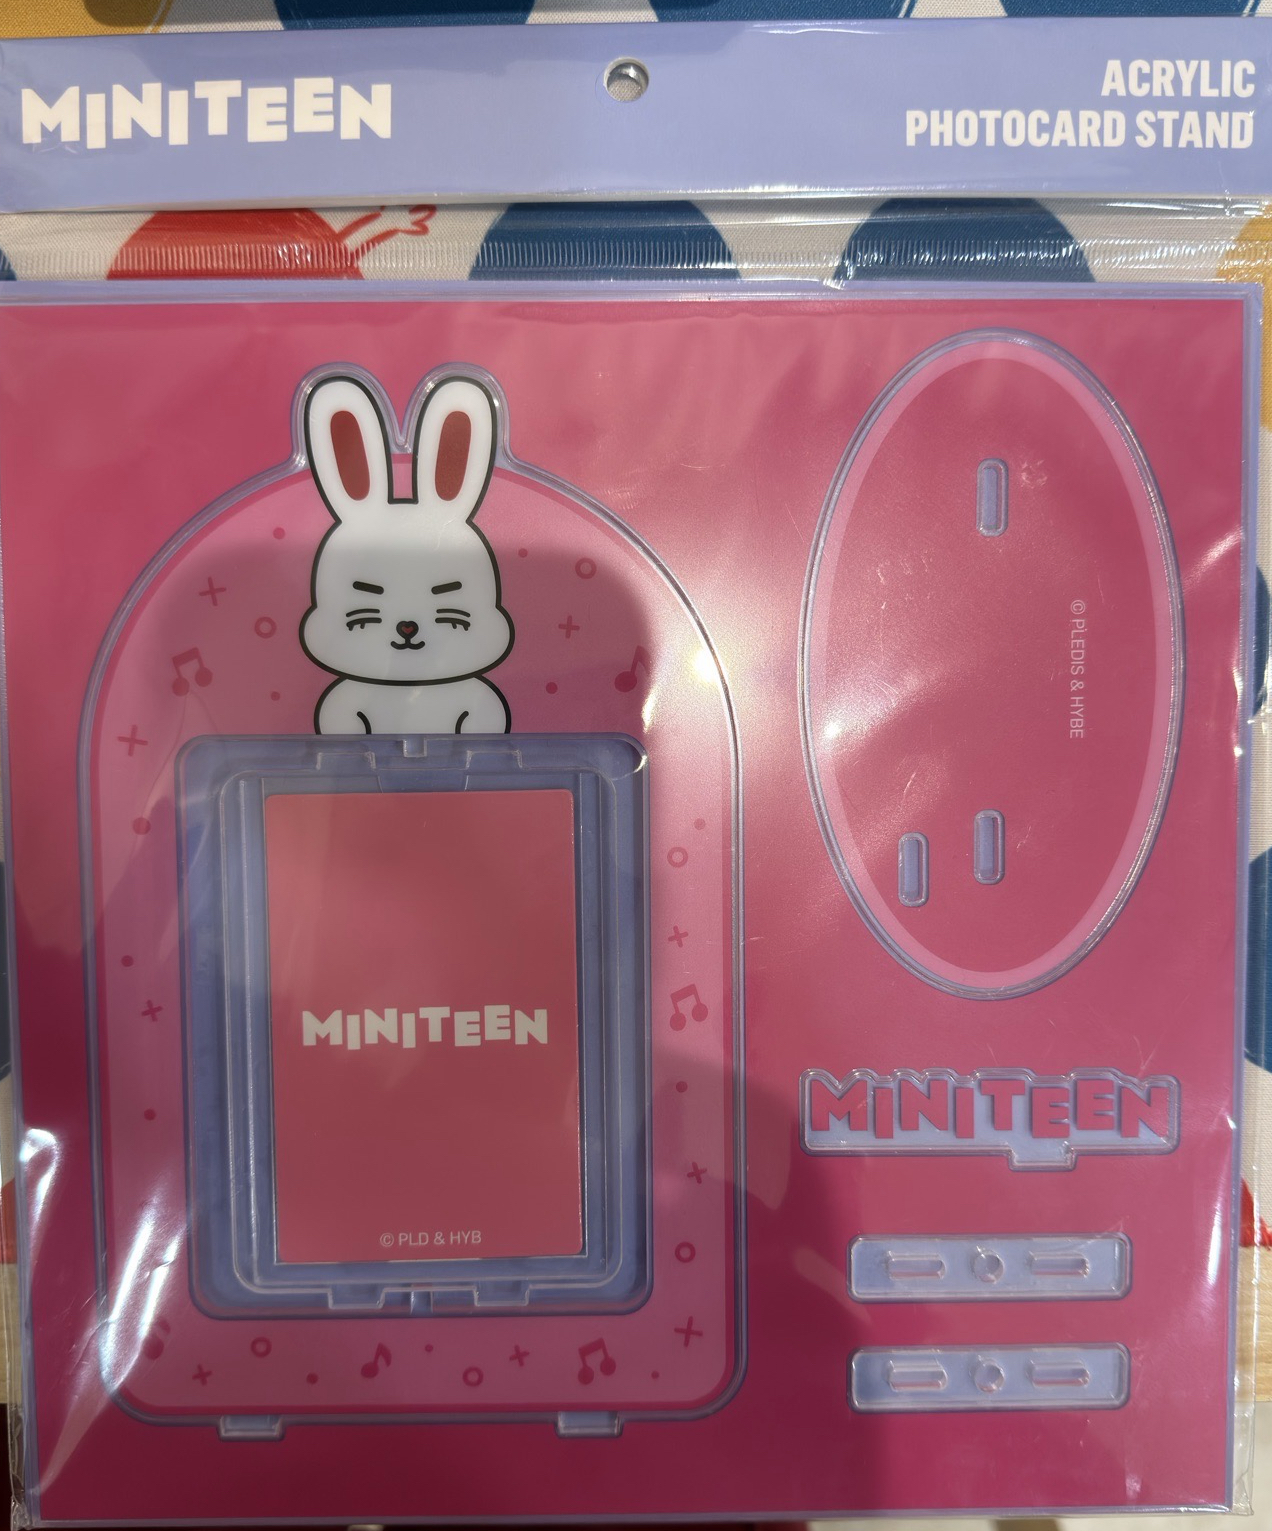 MINITEEN
ACRYLIC
PHOTOCARD STAND
© PLEDIS & HYBE
MINITEEN
© PLD & HYB
MINITEEN